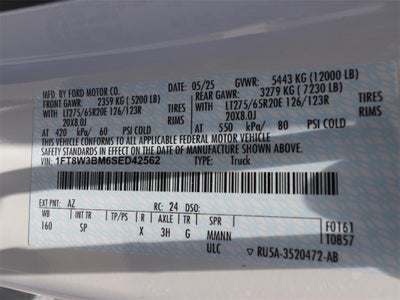 MFD. BY FORD MOTOR CO. 05/25 GVWR: 5443 KG (12000 LB)
FRONT GAWR: 2359 KG (5200 LB) REAR GAWR: 3279 KG (7230 LB)
WITH LT275/65R20E 126/123R TIRES WITH LT275/65R20E 126/123R TIRES
20X8.0J RIMS 20X8.0J RIMS
AT 420 kPa/ 60 PSI COLD AT 550 kPa/ 80 PSI COLD
THIS VEHICLE CONFORMS TO ALL APPLICABLE FEDERAL MOTOR VEHICLE
SAFETY STANDARDS IN EFFECT ON THE DATE OF MANUFACTURE SHOWN ABOVE.
VIN: 1FT8W3BM6SED42562 TYPE: Truck
EXT PNT: AZ RC: 24 DSO:
WB INT TR TP/PS R AXLE TR SPR F0161
160 SP X 3H G MMNN T0857
ULC ▽ RU5A-3520472-AB